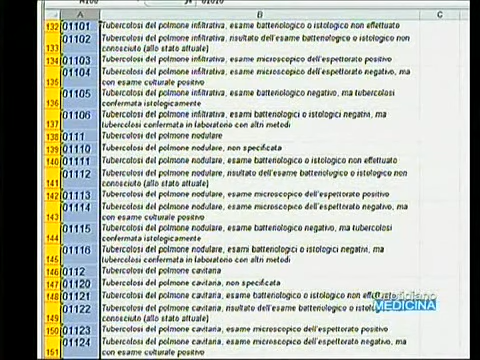 132 01101 Tubercolosi del polmone infiltrativa, esame batteriologico o istologico non effettuato
01102 Tubercolosi del polmone infiltrativa, risultato dell'esame batteriologico o istologico non
133 conosciuto (allo stato attuale)
134 01103 Tubercolosi del polmone infiltrativa, esame microscopico dell'espettorato positivo
01104 Tubercolosi del polmone infiltrativa, esame microscopico dell'espettorato negativo, ma
135 con esame culturale positivo
01105 Tubercolosi del polmone infiltrativa, esame batteriologico negativo, ma tubercolosi
136 confermata istologicamente
01106 Tubercolosi del polmone infiltrativa, esami batteriologici o istologici negativi, ma
137 tubercolosi confermata in laboratorio con altri metodi
138 0111 Tubercolosi del polmone nodulare
139 01110 Tubercolosi del polmone nodulare, non specificata
140 01111 Tubercolosi del polmone nodulare, esame batteriologico o istologico non effettuato
01112 Tubercolosi del polmone nodulare, risultato dell'esame batteriologico o istologico non
141 conosciuto (allo stato attuale)
142 01113 Tubercolosi del polmone nodulare, esame microscopico dell'espettorato positivo
01114 Tubercolosi del polmone nodulare, esame microscopico dell'espettorato negativo, ma
143 con esame culturale positivo
01115 Tubercolosi del polmone nodulare, esame batteriologico negativo, ma tubercolosi
144 confermata istologicamente
01116 Tubercolosi del polmone nodulare, esami batteriologici o istologici negativi, ma
145 tubercolosi confermata in laboratorio con altri metodi
146 0112 Tubercolosi del polmone cavitaria
147 01120 Tubercolosi del polmone cavitaria, non specificata
148 01121 Tubercolosi del polmone cavitaria, esame batteriologico o istologico non effettuato
01122 Tubercolosi del polmone cavitaria, risultato dell'esame batteriologico o istologico non
149 conosciuto (allo stato attuale)
150 01123 Tubercolosi del polmone cavitaria, esame microscopico dell'espettorato positivo
01124 Tubercolosi del polmone cavitaria, esame microscopico dell'espettorato negativo, ma
151 con esame culturale positivo
A B C
MEDICINA